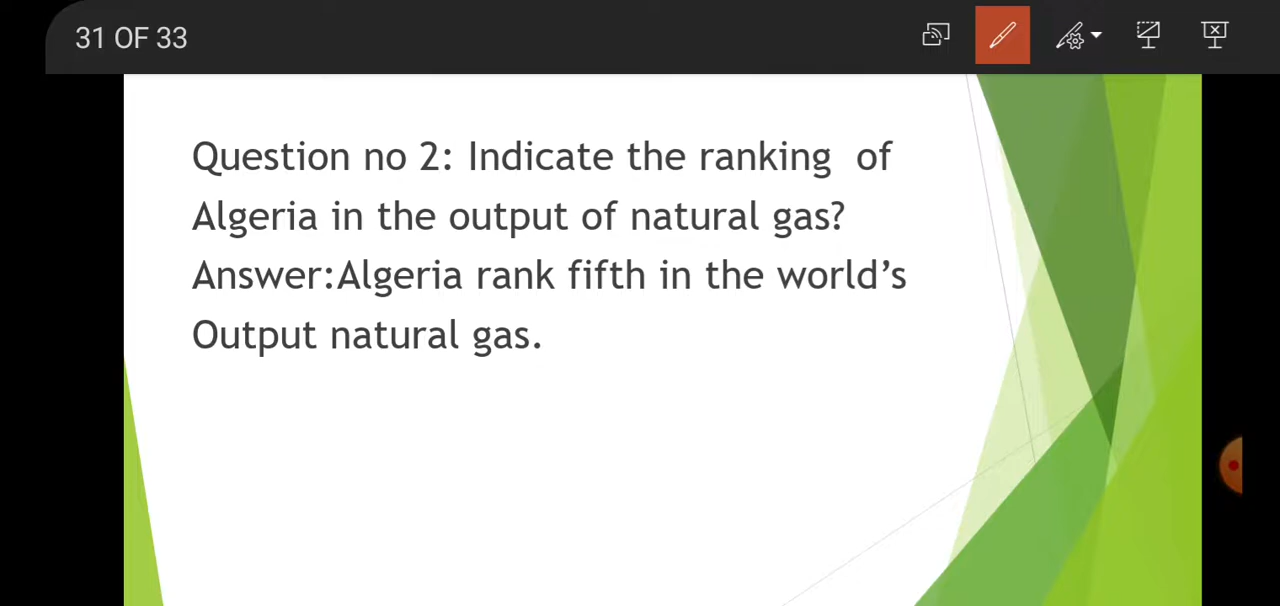 31 OF 33
Question no 2: Indicate the ranking  of
Algeria in the output of natural gas?
Answer:Algeria rank fifth in the world’s
Output natural gas.